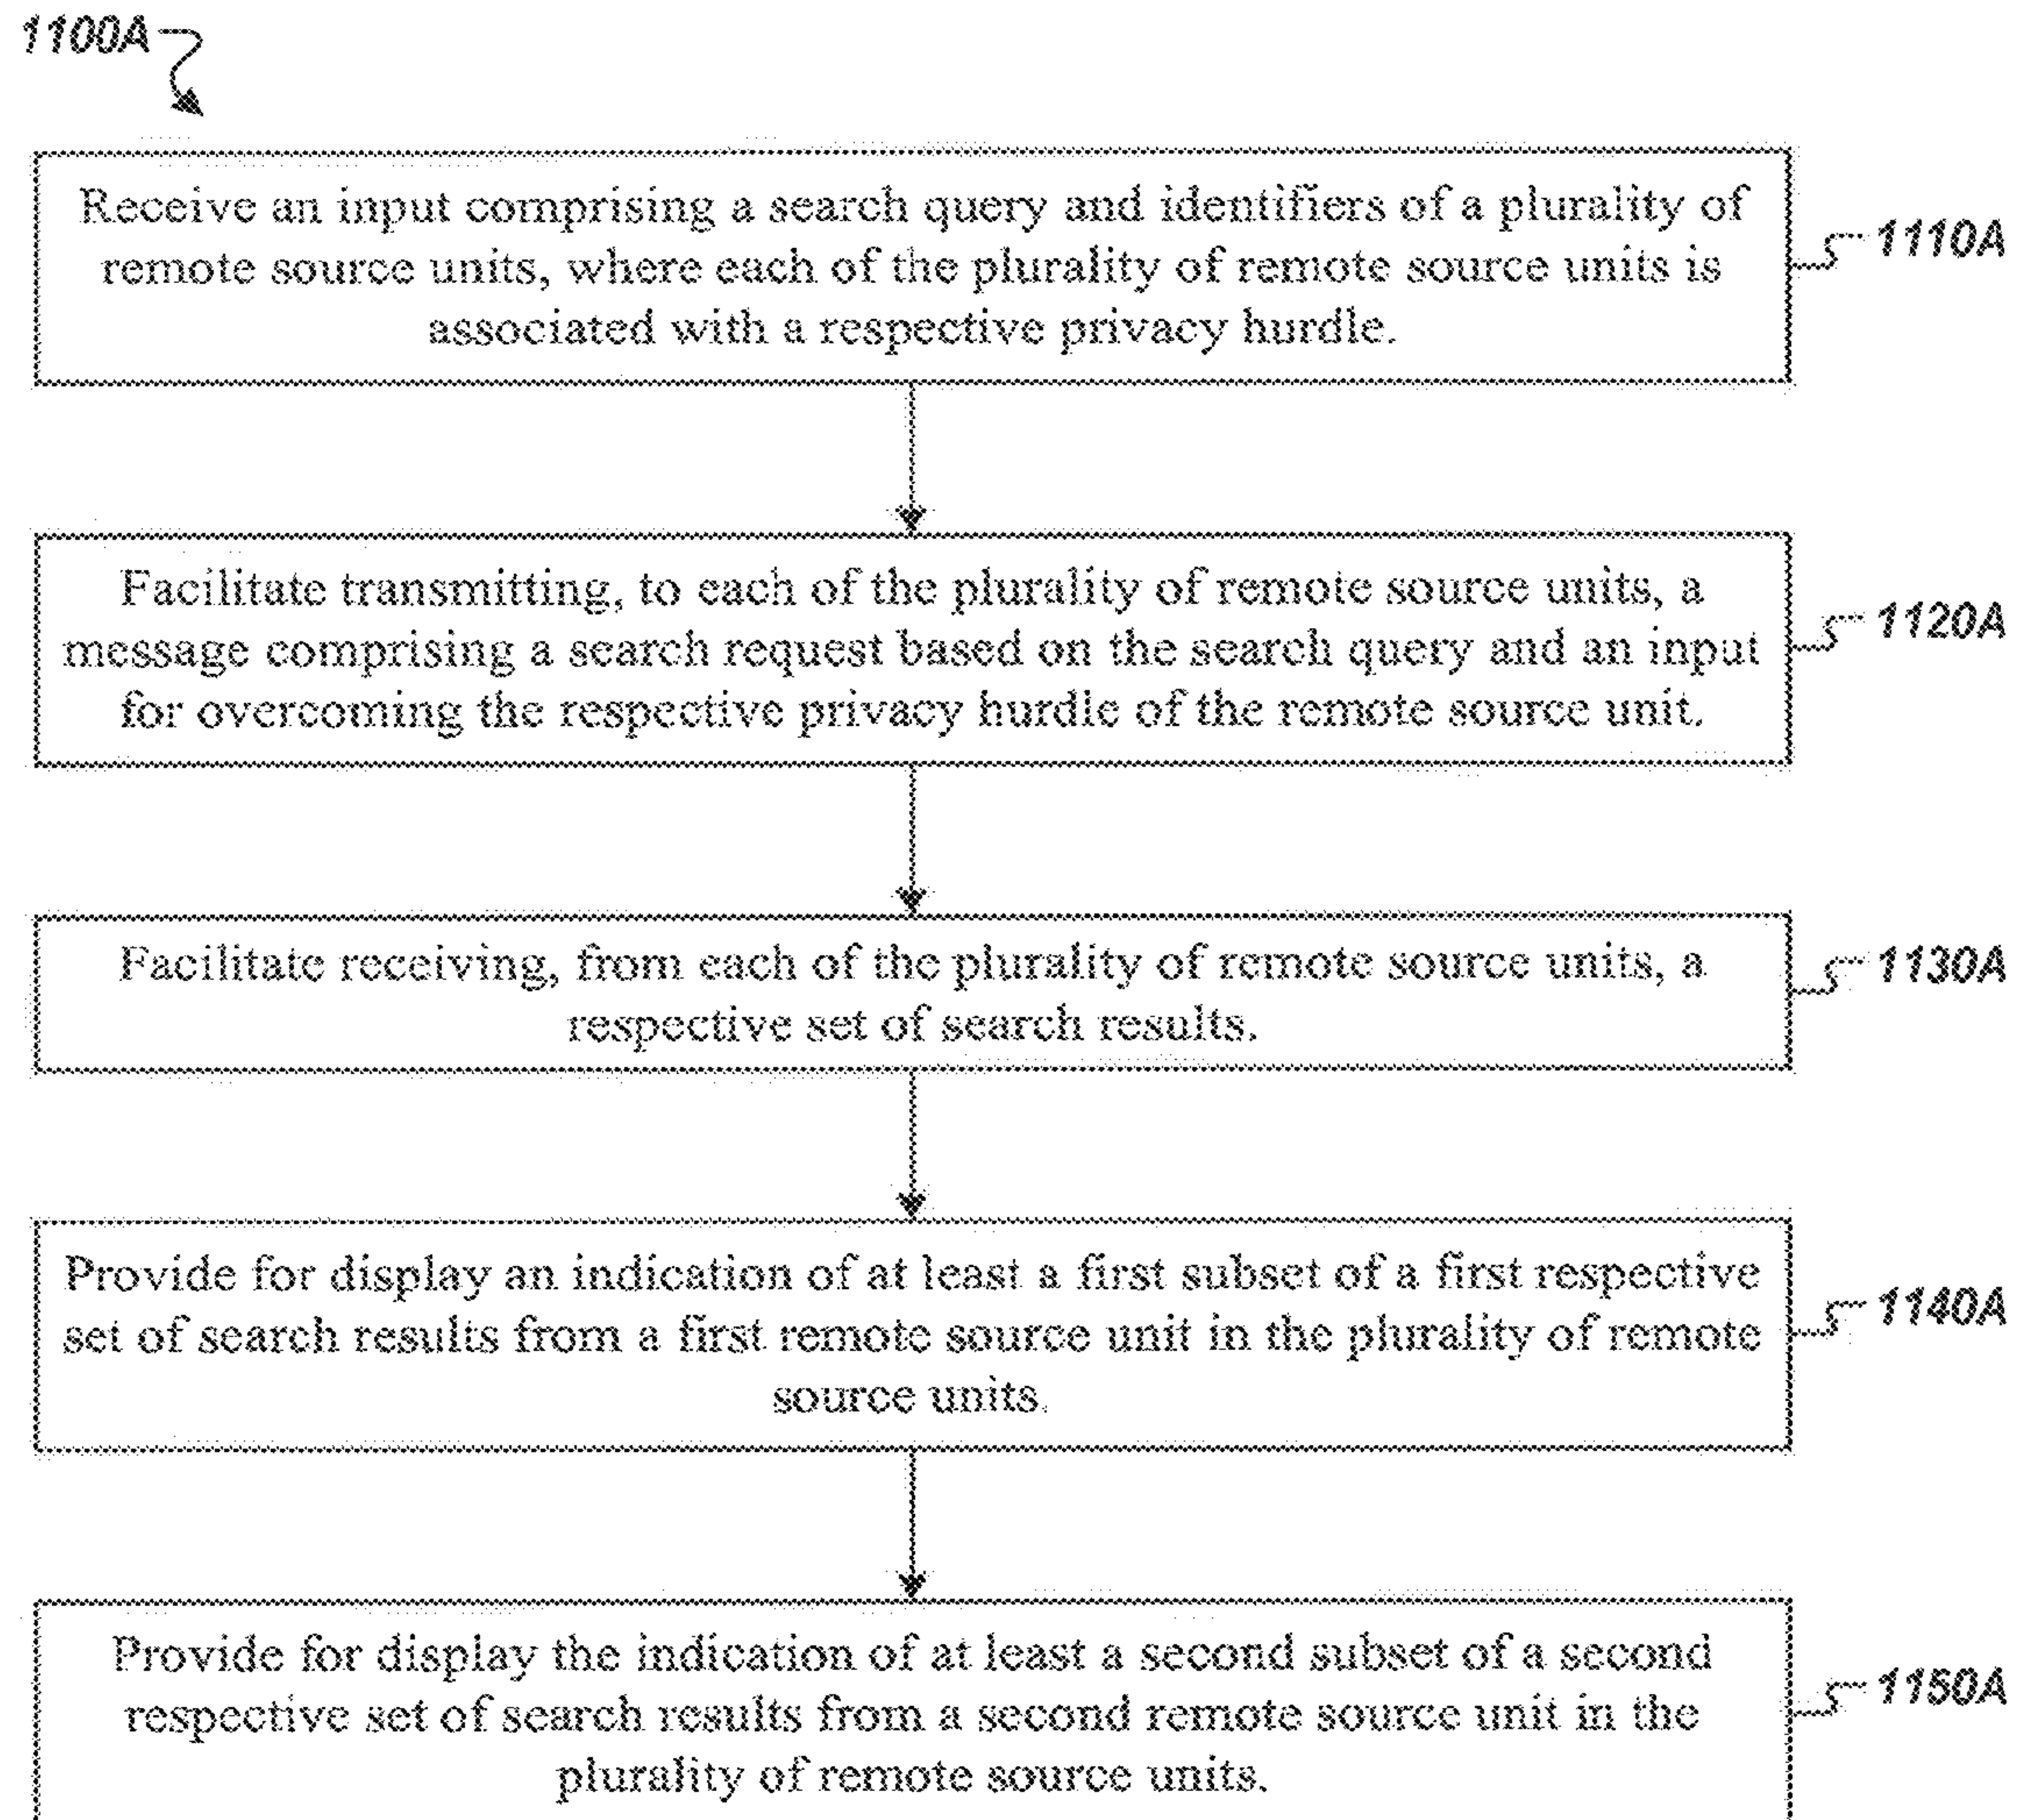 1100A
Receive an input comprising a search query and identifiers of a plurality of
remote source units, where each of the plurality of remote source units is
associated with a respective privacy hurdle.
1110A
Facilitate transmitting, to each of the plurality of remote source units, a
message comprising a search request based on the search query and an input
for overcoming the respective privacy hurdle of the remote source unit.
1120A
Facilitate receiving, from each of the plurality of remote source units, a
respective set of search results.
1130A
Provide for display an indication of at least a first subset of a first respective
set of search results from a first remote source unit in the plurality of remote
source units.
1140A
Provide for display the indication of at least a second subset of a second
respective set of search results from a second remote source unit in the
plurality of remote source units.
1150A